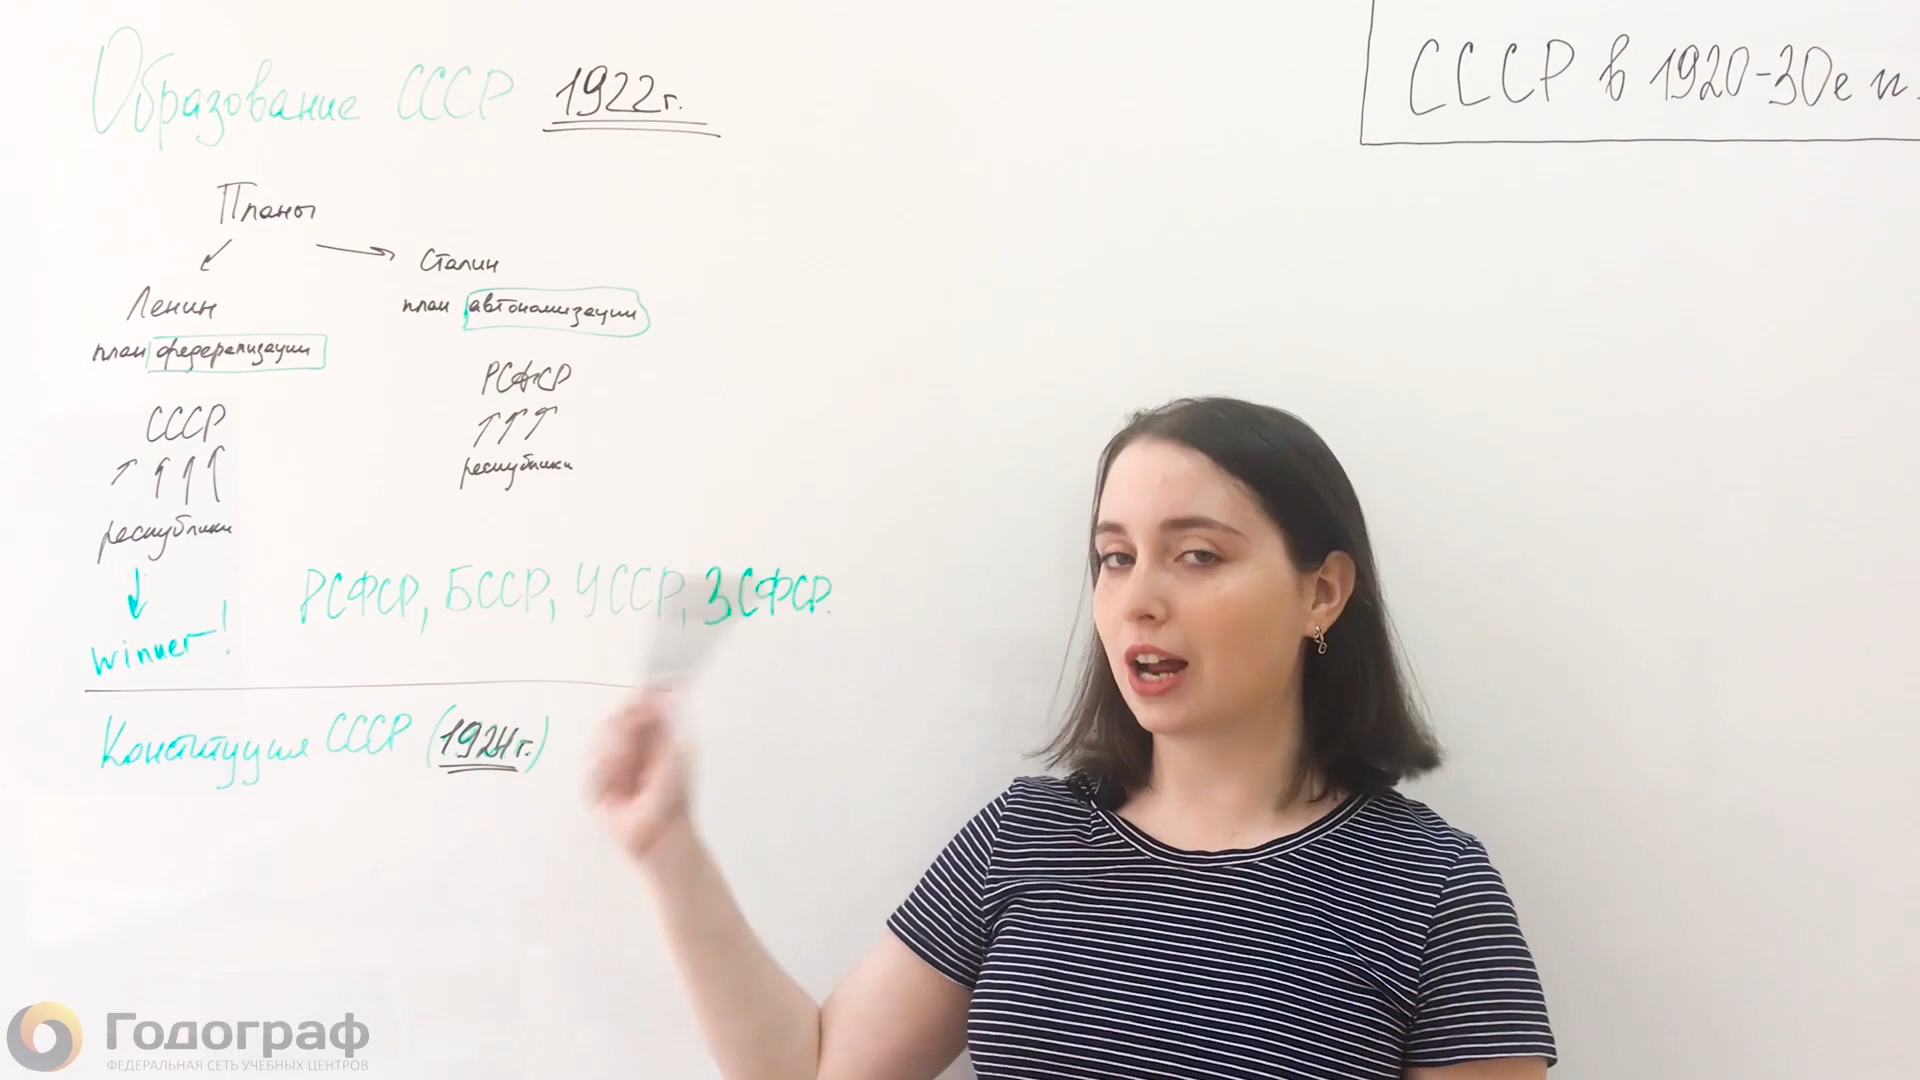 Образование СССР 1922г.
СССР в 1920-30е гг.
Планы
Сталин
план автономизации
Ленин
план федерализации
РСФСР
СССР
республики
республики
РСФСР, БССР, УССР, ЗСФСР.
winner!
Конституция СССР (1924г.)
Годограф
ФЕДЕРАЛЬНАЯ СЕТЬ УЧЕБНЫХ ЦЕНТРОВ